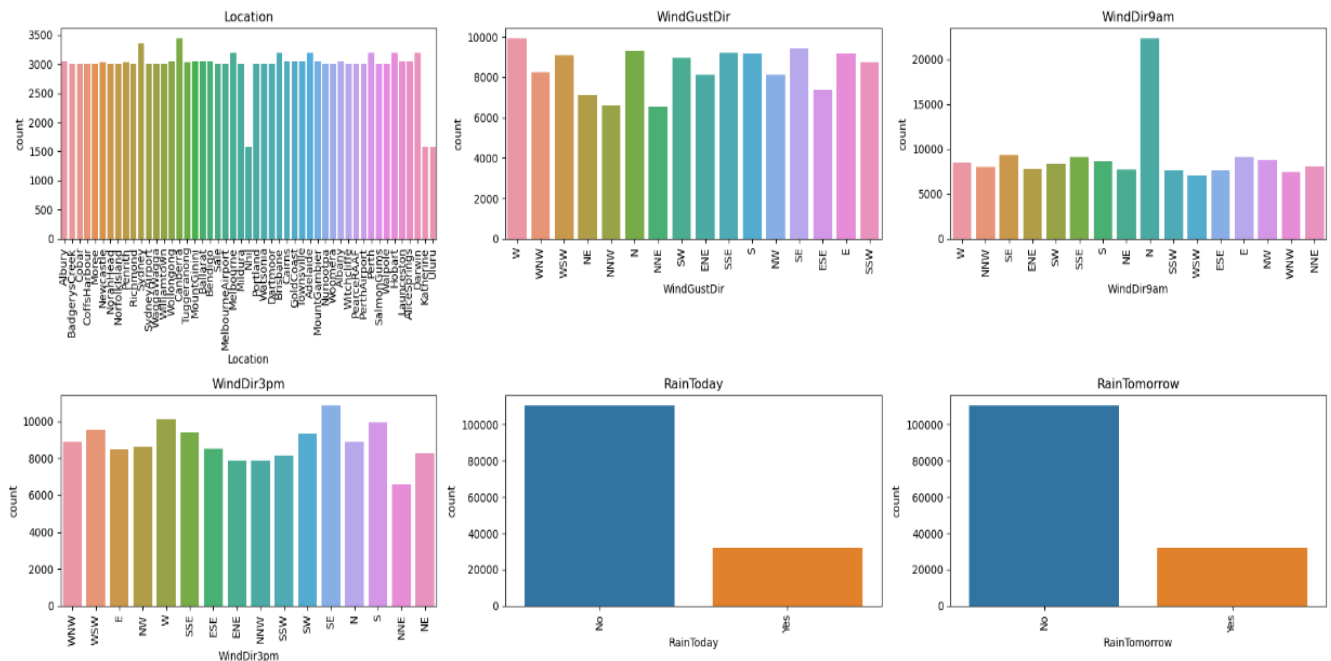 Location
count
3500
3000
2500
2000
1500
1000
500
0
Albury
BadgerysCreek
Cobar
CoffsHarbour
Moree
Newcastle
NorahHead
NorfolkIsland
Penrith
Richmond
Sydney
SydneyAirport
WaggaWagga
Williamtown
Wollongong
Canberra
Tuggeranong
MountGinini
Ballarat
Bendigo
Sale
MelbourneAirport
Melbourne
Mildura
Nhil
Portland
Watsonia
Dartmoor
Brisbane
Cairns
GoldCoast
Townsville
Adelaide
MountGambier
Nuriootpa
Woomera
Albany
Witchcliffe
PearceRAAF
PerthAirport
Perth
SalmonGums
Walpole
Hobart
Launceston
AliceSprings
Darwin
Katherine
Uluru
Location
WindGustDir
count
10000
8000
6000
4000
2000
0
W
WNW
WSW
NE
NNW
N
NNE
SW
ENE
SSE
S
NW
SE
ESE
E
SSW
WindGustDir
WindDir9am
count
20000
15000
10000
5000
0
W
NNW
SE
ENE
SW
SSE
S
NE
N
SSW
WSW
ESE
E
NW
WNW
NNE
WindDir9am
WindDir3pm
count
10000
8000
6000
4000
2000
0
WNW
WSW
E
NW
W
SSE
ESE
ENE
NNW
SSW
SW
SE
N
S
NNE
NE
WindDir3pm
RainToday
count
100000
80000
60000
40000
20000
0
No
Yes
RainToday
RainTomorrow
count
100000
80000
60000
40000
20000
0
No
Yes
RainTomorrow